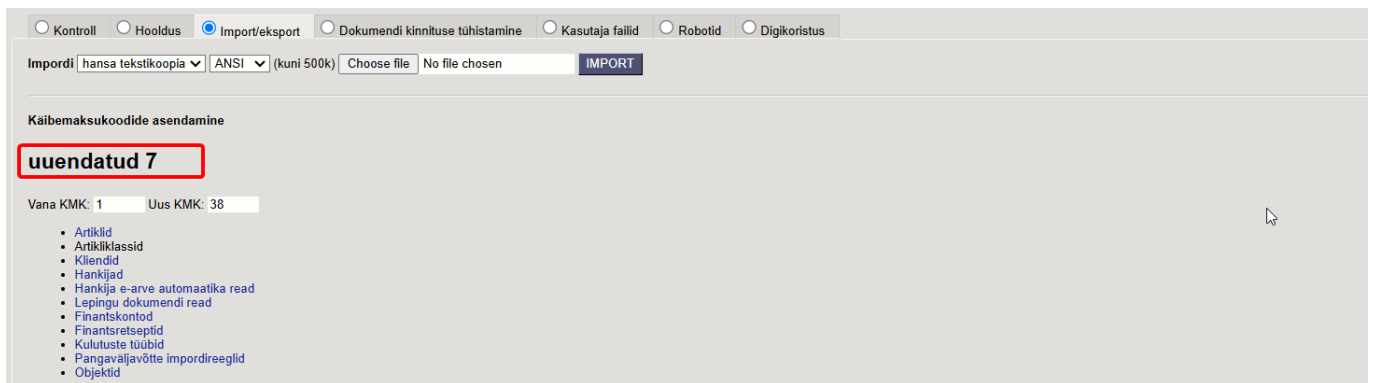 Kontroll Hooldus Import/eksport Dokumendi kinnituse tühistamine Kasutaja failid Robotid Digikoristus
Impordi hansa tekstikoopia ANSI (kuni 500k) Choose file No file chosen IMPORT
Käibemaksukoodide asendamine
uuendatud 7
Vana KMK: 1 Uus KMK: 38
Artiklid
Artikliklassid
Kliendid
Hankijad
Hankija e-arve automaatika read
Lepingu dokumendi read
Finantskontod
Finantsretseptid
Kulutuste tüübid
Pangaväljavõtte impordireeglid
Objektid